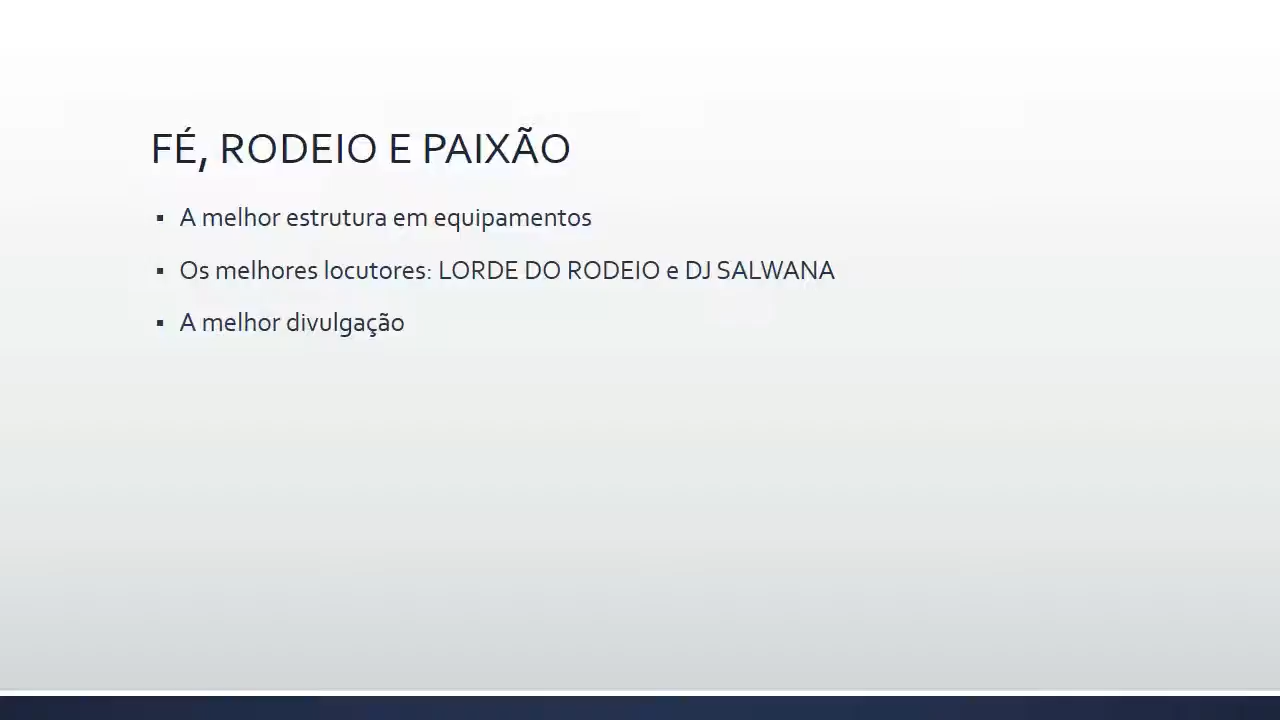 FÉ, RODEIO E PAIXÃO
▪ A melhor estrutura em equipamentos
▪ Os melhores locutores: LORDE DO RODEIO e DJ SALWANA
▪ A melhor divulgação